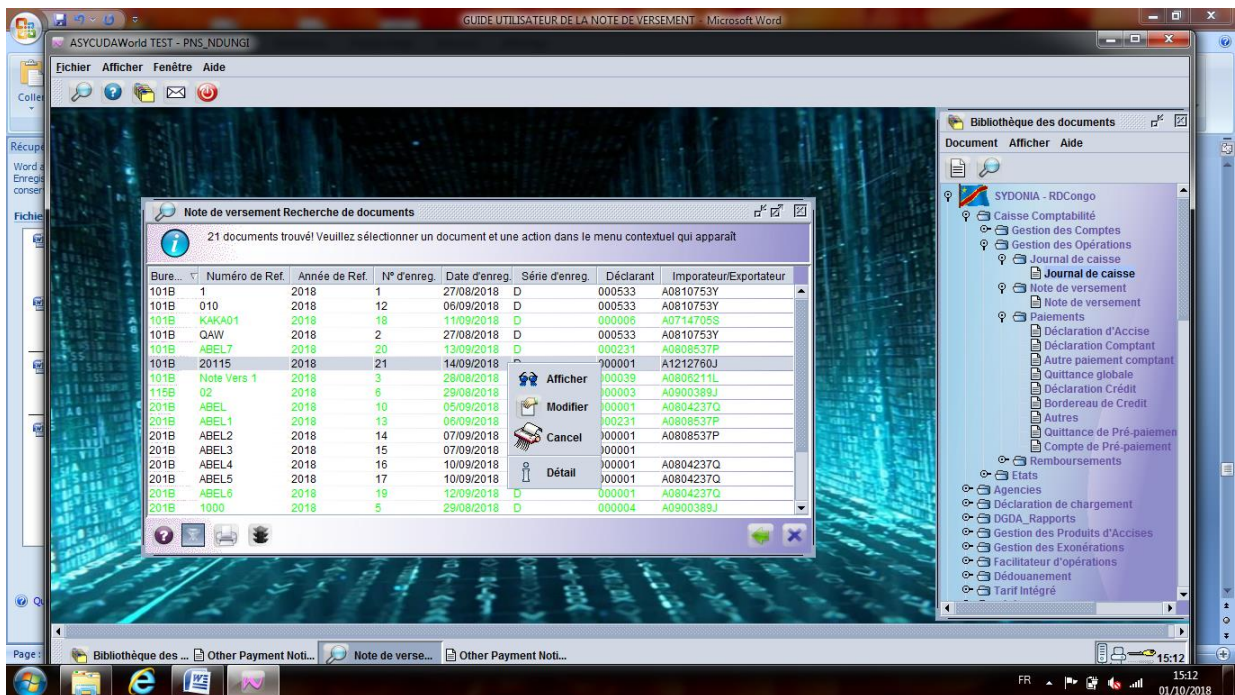 GUIDE UTILISATEUR DE LA NOTE DE VERSEMENT - Microsoft Word
ASYCUDAWorld TEST - PNS_NDUNGI
Fichier Afficher Fenêtre Aide
Coller
Récupé
Word a
Enregis
conser
Fichie
Bibliothèque des documents
Document Afficher Aide
SYDONIA - RDCongo
Caisse Comptabilité
Gestion des Comptes
Gestion des Opérations
Journal de caisse
Journal de caisse
Note de versement
Note de versement
Paiements
Déclaration d'Accise
Déclaration Comptant
Autre paiement comptant
Quittance globale
Déclaration Crédit
Bordereau de Credit
Autres
Quittance de Pré-paiemen
Compte de Pré-paiement
Remboursements
Etats
Agencies
Déclaration de chargement
DGDA_Rapports
Gestion des Produits d'Accises
Gestion des Exonérations
Facilitateur d'opérations
Dédouanement
Tarif Intégré
Note de versement Recherche de documents
21 documents trouvé! Veuillez sélectionner un document et une action dans le menu contextuel qui apparaît
Bure... Numéro de Ref. Année de Ref. N° d'enreg. Date d'enreg. Série d'enreg. Déclarant Imporateur/Exportateur
101B 1 2018 1 27/08/2018 D 000533 A0810753Y
101B 010 2018 12 06/09/2018 D 000533 A0810753Y
101B KAKA01 2018 18 11/09/2018 D 000006 A0714705S
101B QAW 2018 2 27/08/2018 D 000533 A0810753Y
101B ABEL7 2018 20 13/09/2018 D 000231 A0808537P
101B 20115 2018 21 14/09/2018 000001 A1212760J
101B Note Vers 1 2018 3 28/08/2018 000039 A0806211L
115B 02 2018 6 29/08/2018 000003 A0900389J
201B ABEL 2018 10 05/09/2018 000001 A0804237Q
201B ABEL1 2018 13 06/09/2018 000231 A0808537P
201B ABEL2 2018 14 07/09/2018 000001 A0808537P
201B ABEL3 2018 15 07/09/2018 000001
201B ABEL4 2018 16 10/09/2018 000001 A0804237Q
201B ABEL5 2018 17 10/09/2018 000001 A0804237Q
201B ABEL6 2018 19 12/09/2018 D 000001 A0804237Q
201B 1000 2018 5 29/08/2018 D 000004 A0900389J
Afficher
Modifier
Cancel
Détail
Page :
Bibliothèque des ... Other Payment Noti... Note de verse... Other Payment Noti... 15:12
FR 15:12
01/10/2018